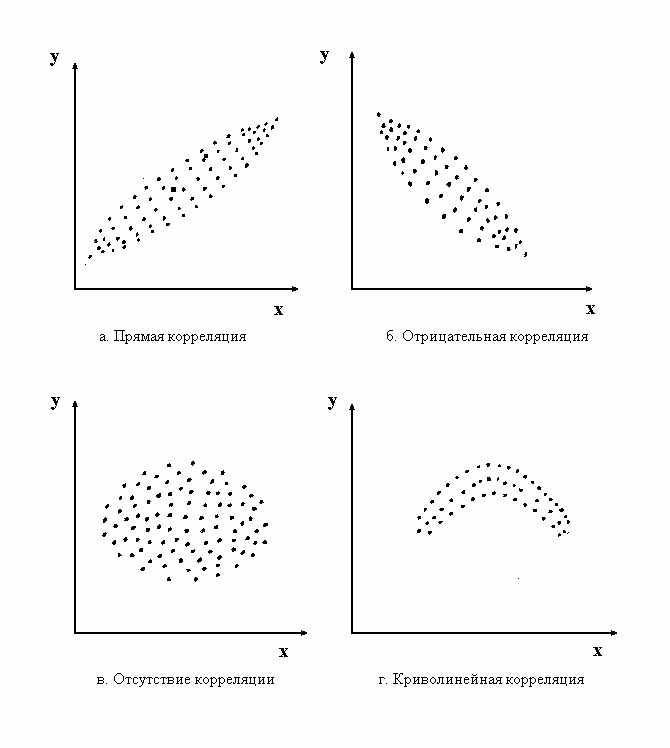 y
y
x
x
а. Прямая корреляция
б. Отрицательная корреляция
y
y
x
x
в. Отсутствие корреляции
г. Криволинейная корреляция